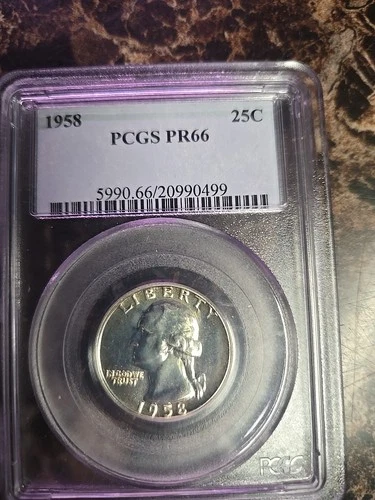 1958 25C
PCGS PR66
5990.66/20990499
LIBERTY
IN GOD WE
TRUST
1958
PCGS